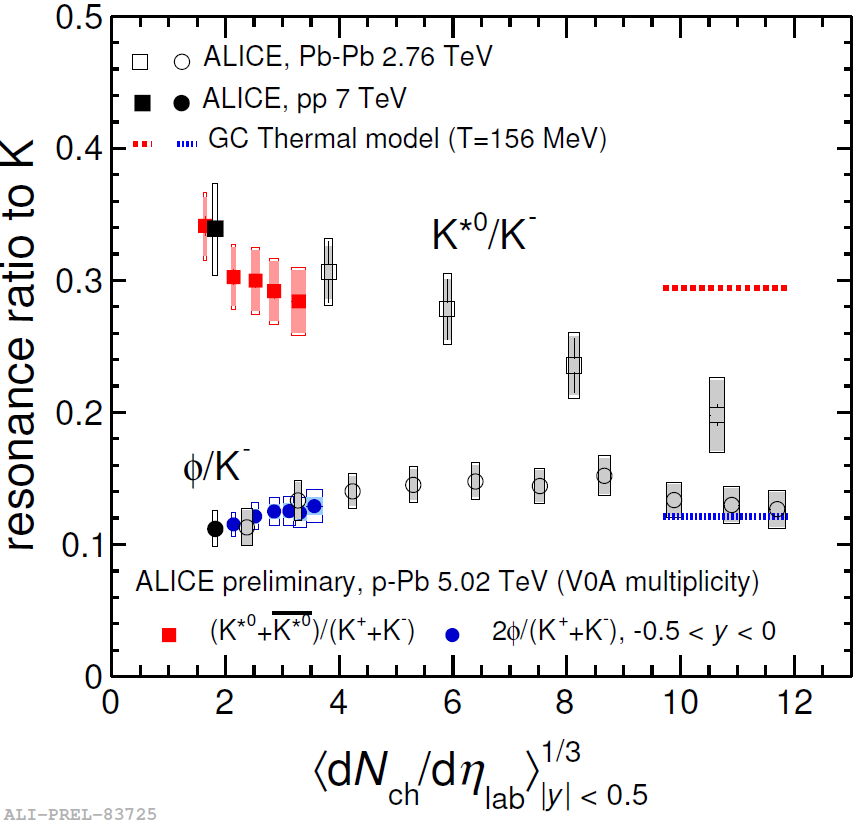 resonance ratio to K
0.5
0.4
0.3
0.2
0.1
0
ALICE, Pb-Pb 2.76 TeV
ALICE, pp 7 TeV
GC Thermal model (T=156 MeV)
K*⁰/K⁻
ϕ/K⁻
ALICE preliminary, p-Pb 5.02 TeV (V0A multiplicity)
(K*⁰+K̅*̅⁰̅)/(K⁺+K⁻) 2ϕ/(K⁺+K⁻), -0.5 < y < 0
0 2 4 6 8 10 12
⟨dN_ch/dη_lab⟩^1/3_|y| < 0.5
ALI-PREL-83725